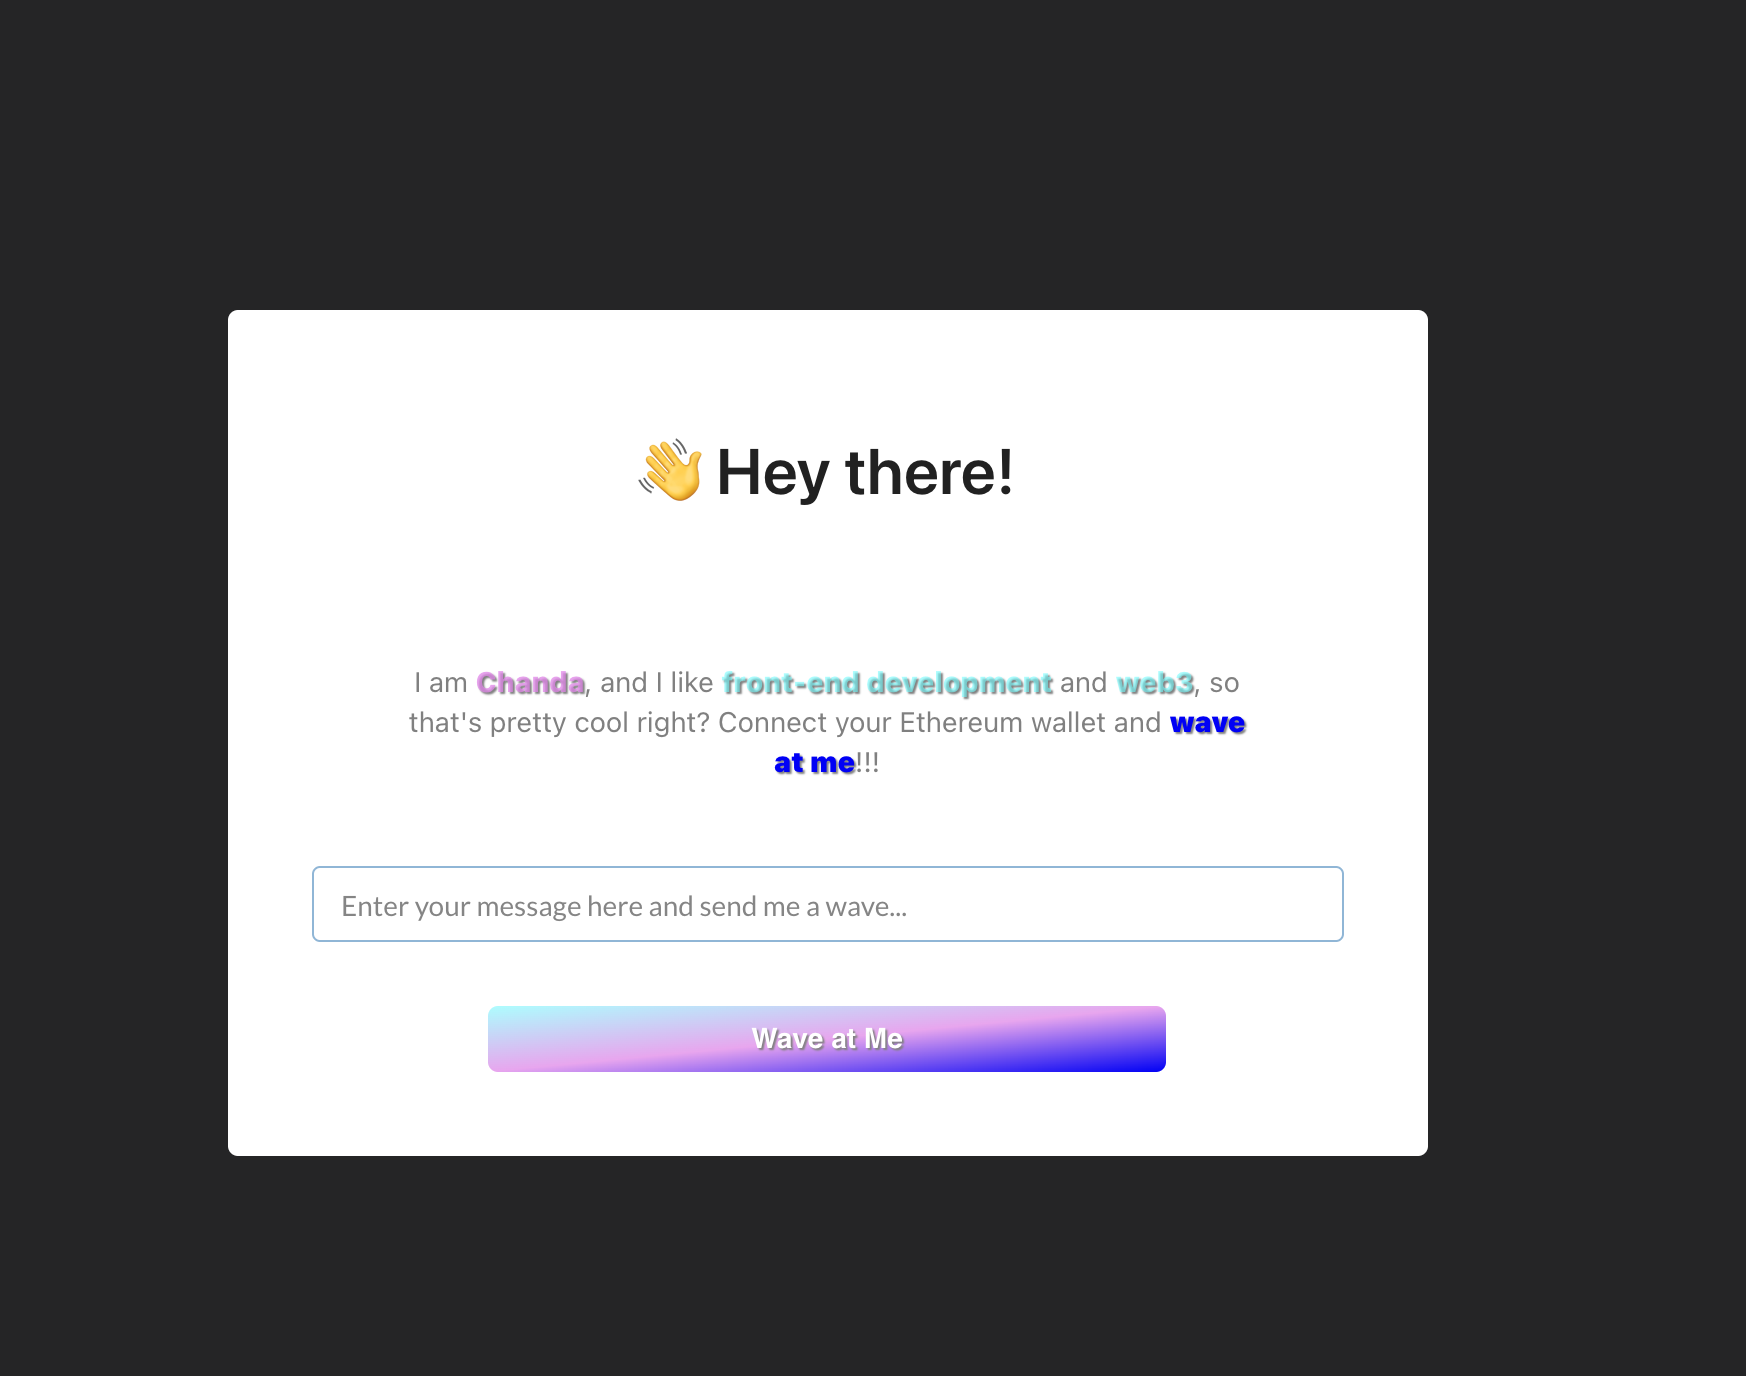 👋 Hey there!
I am Chanda, and I like front-end development and web3, so
that's pretty cool right? Connect your Ethereum wallet and wave
at me!!!
Enter your message here and send me a wave...
Wave at Me